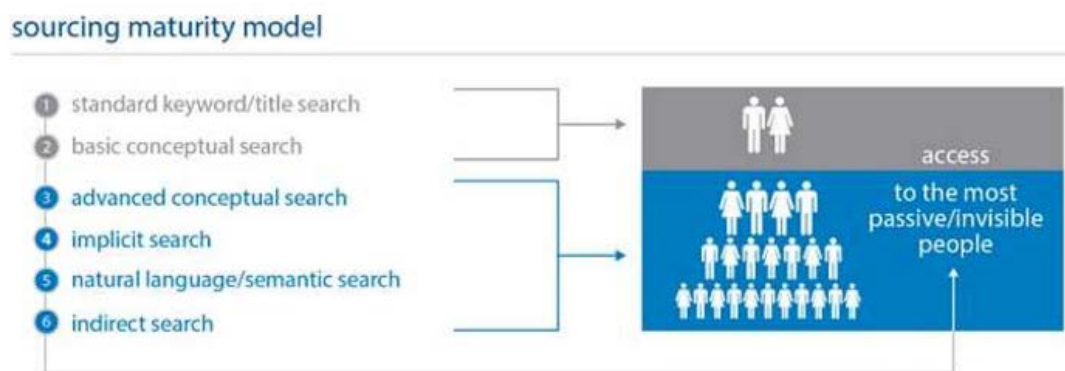 sourcing maturity model
1 standard keyword/title search
2 basic conceptual search
3 advanced conceptual search
4 implicit search
5 natural language/semantic search
6 indirect search
access
to the most
passive/invisible
people